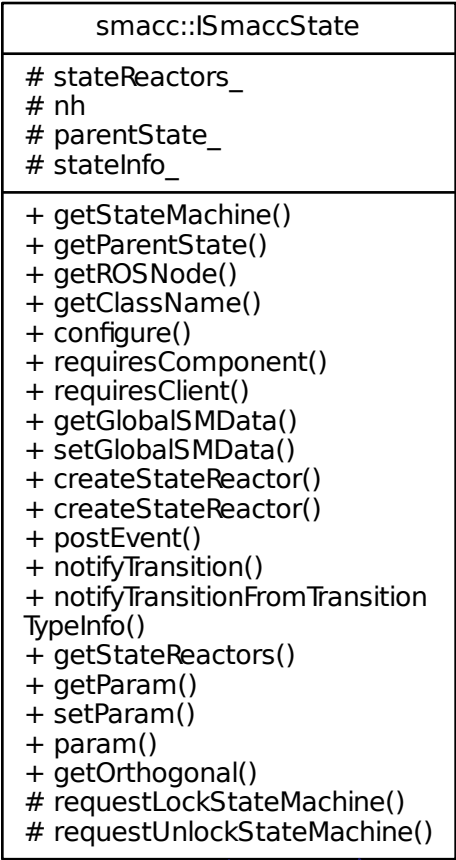 smacc::ISmaccState
# stateReactors_
# nh
# parentState_
# stateInfo_
+ getStateMachine()
+ getParentState()
+ getROSNode()
+ getClassName()
+ configure()
+ requiresComponent()
+ requiresClient()
+ getGlobalSMData()
+ setGlobalSMData()
+ createStateReactor()
+ createStateReactor()
+ postEvent()
+ notifyTransition()
+ notifyTransitionFromTransition
TypeInfo()
+ getStateReactors()
+ getParam()
+ setParam()
+ param()
+ getOrthogonal()
# requestLockStateMachine()
# requestUnlockStateMachine()